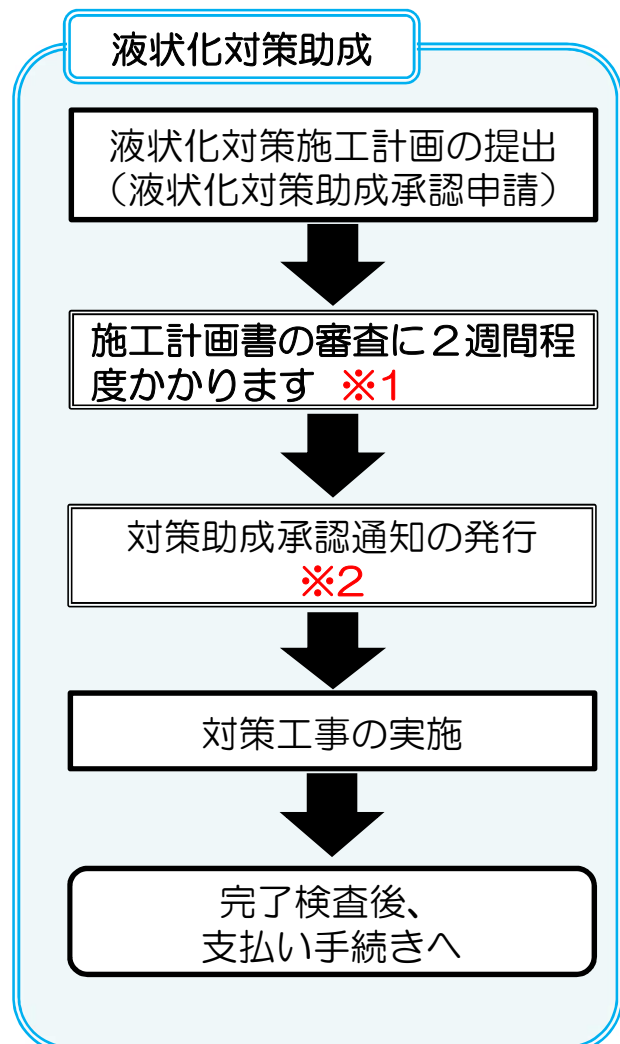 液状化対策助成
液状化対策施工計画の提出
（液状化対策助成承認申請）
施工計画書の審査に２週間程
度かかります ※1
対策助成承認通知の発行
※2
対策工事の実施
完了検査後、
支払い手続きへ